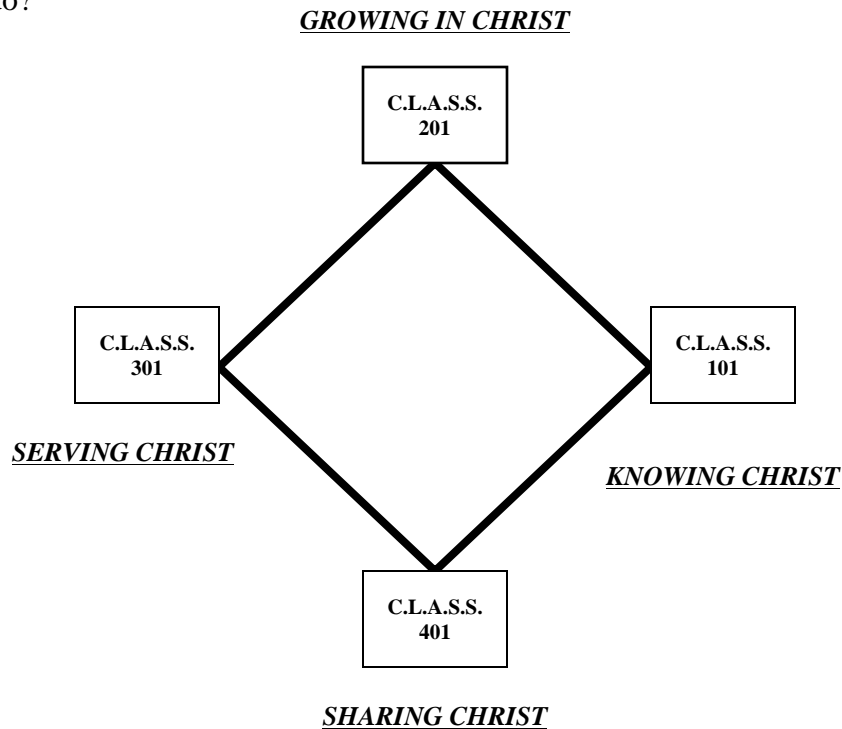 GROWING IN CHRIST
C.L.A.S.S.
201
C.L.A.S.S.
301
C.L.A.S.S.
101
SERVING CHRIST
KNOWING CHRIST
C.L.A.S.S.
401
SHARING CHRIST